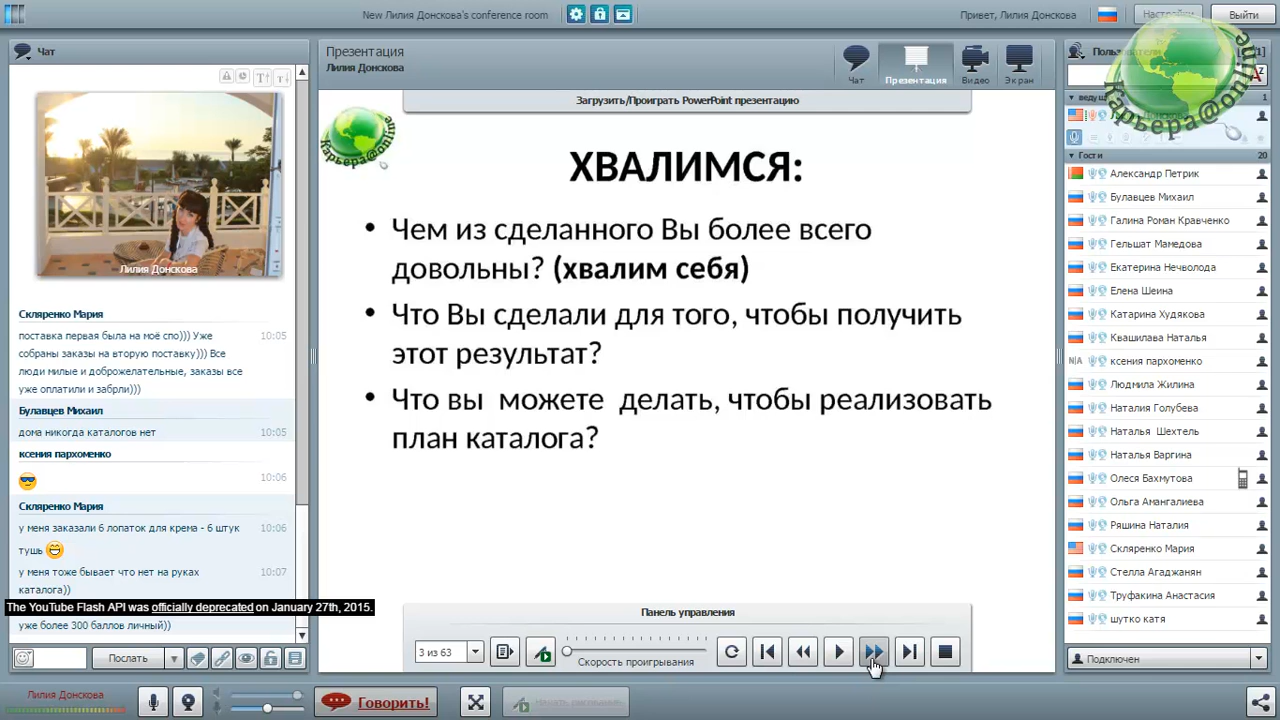 New Лилия Донскова's conference room
Привет, Лилия Донскова
Настройки
Выйти
Чат
Лилия Донскова
Скляренко Мария
поставка первая была на моё спо))) Уже
10:05
собраны заказы на вторую поставку))) Все
люди милые и доброжелательные, заказы все
уже оплатили и забрли)))
Булавцев Михаил
дома никогда каталогов нет
10:05
ксения пархоменко
10:06
Скляренко Мария
у меня заказали 6 лопаток для крема - 6 штук
10:06
тушь
у меня тоже бывает что нет на руках
10:07
каталога))
The YouTube Flash API was officially deprecated on January 27th, 2015.
уже более 300 баллов личный))
Послать
Презентация
Лилия Донскова
Чат
Презентация
Видео
Экран
Загрузить/Проиграть PowerPoint презентацию
Карьера@online
ХВАЛИМСЯ:
• Чем из сделанного Вы более всего
довольны? (хвалим себя)
• Что Вы сделали для того, чтобы получить
этот результат?
• Что вы можете делать, чтобы реализовать
план каталога?
Панель управления
3 из 63
Скорость проигрывания
Карьера@online
Гости
20
Александр Петрик
Булавцев Михаил
Галина Роман Кравченко
Гельшат Мамедова
Екатерина Нечволода
Елена Шеина
Катарина Худякова
Квашилава Наталья
N/A
ксения пархоменко
Людмила Жилина
Наталия Голубева
Наталья Шехтель
Наталья Варгина
Олеся Бахмутова
Ольга Амангалиева
Ряшина Наталия
Скляренко Мария
Стелла Агаджанян
Труфакина Анастасия
шутко катя
Подключен
Лилия Донскова
Говорить!